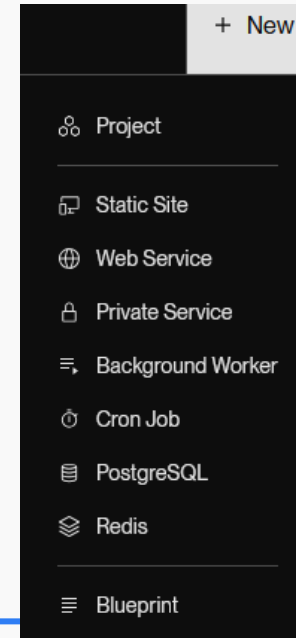 + New
Project
Static Site
Web Service
Private Service
Background Worker
Cron Job
PostgreSQL
Redis
Blueprint